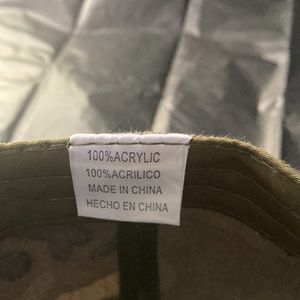 100%ACRYLIC
100%ACRILICO
MADE IN CHINA
HECHO EN CHINA